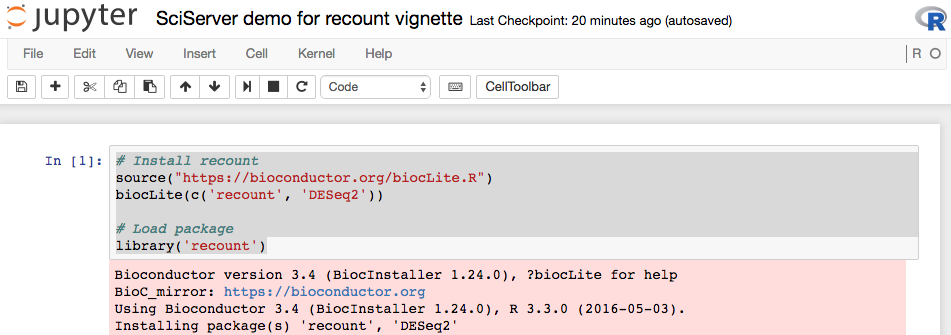 jupyter SciServer demo for recount vignette Last Checkpoint: 20 minutes ago (autosaved)
R
File Edit View Insert Cell Kernel Help
R
Code
CellToolbar
In [1]:
# Install recount
source("https://bioconductor.org/biocLite.R")
biocLite(c('recount', 'DESeq2'))
# Load package
library('recount')
Bioconductor version 3.4 (BiocInstaller 1.24.0), ?biocLite for help
BioC_mirror: https://bioconductor.org
Using Bioconductor 3.4 (BiocInstaller 1.24.0), R 3.3.0 (2016-05-03).
Installing package(s) 'recount', 'DESeq2'